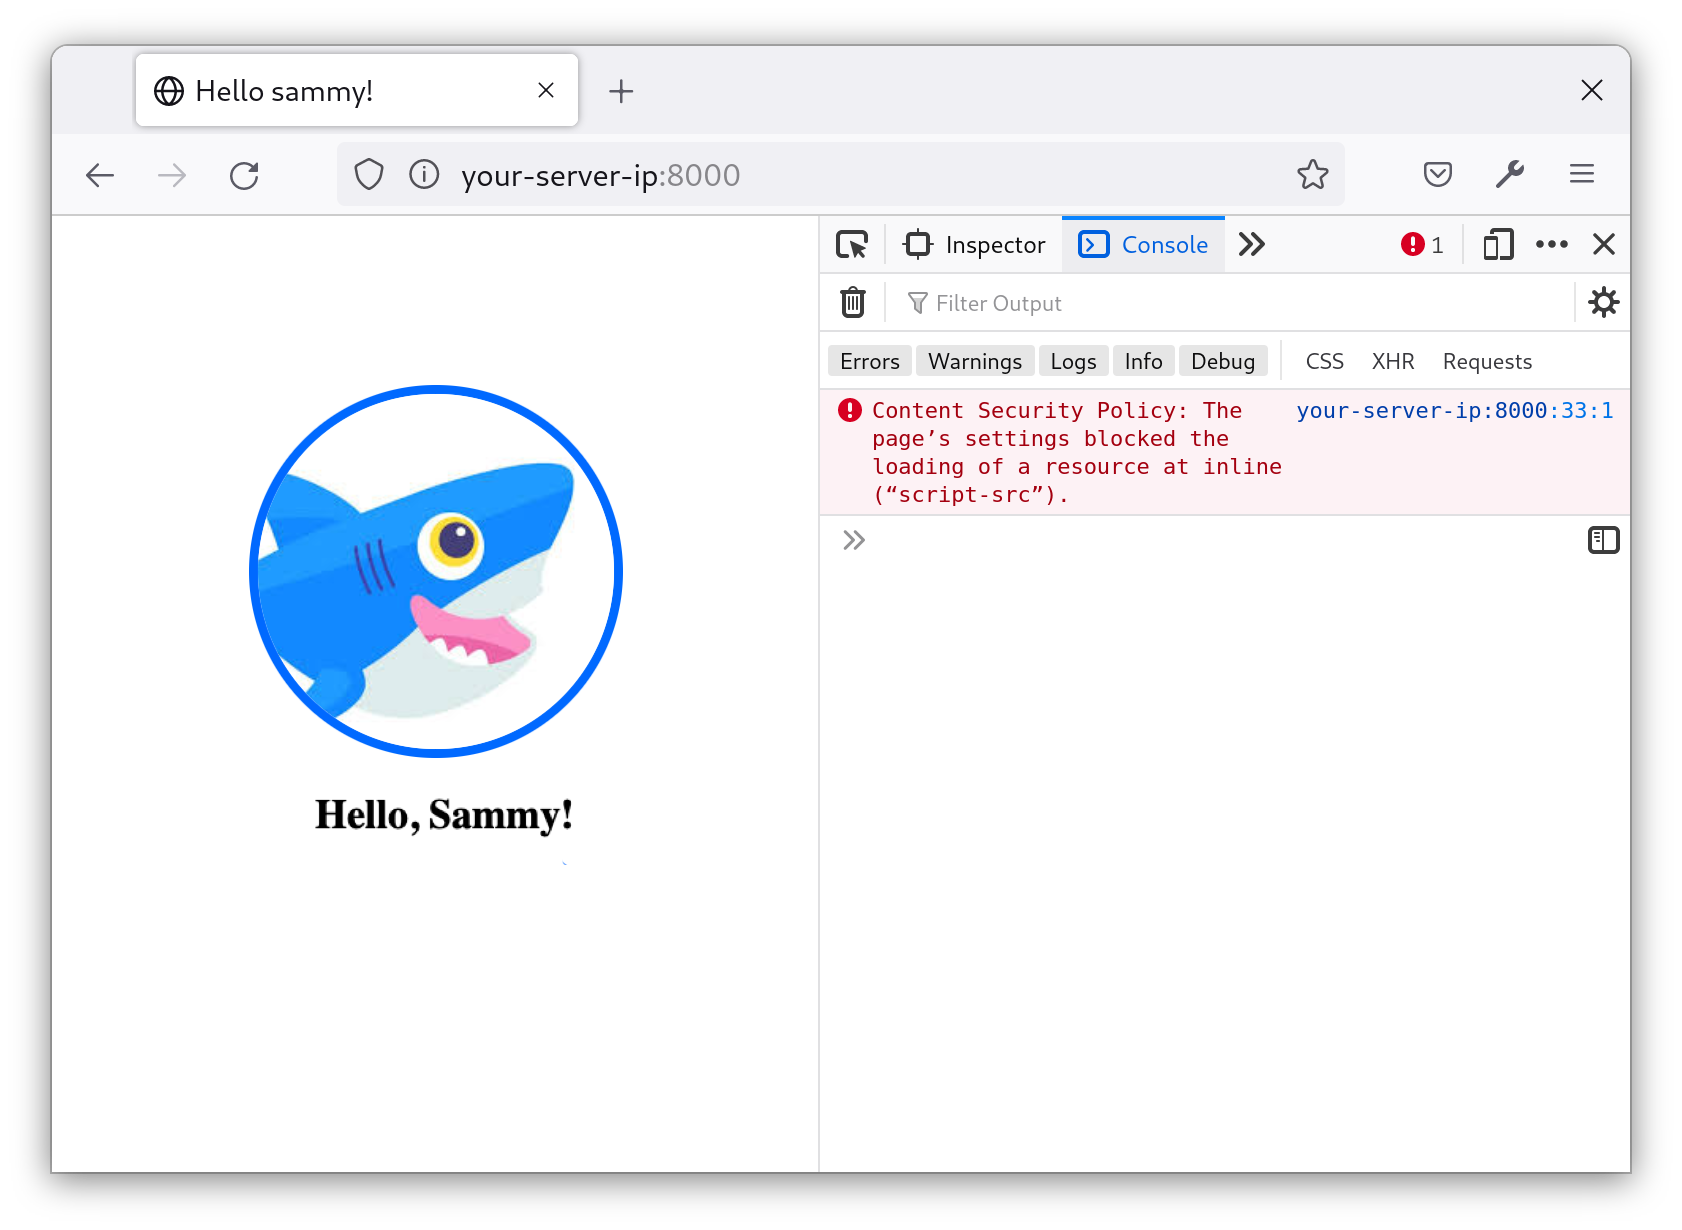 Hello sammy!
your-server-ip:8000
Inspector
Console
1
Filter Output
Errors Warnings Logs Info Debug CSS XHR Requests
Content Security Policy: The your-server-ip:8000:33:1
page’s settings blocked the
loading of a resource at inline
(“script-src”).
Hello, Sammy!